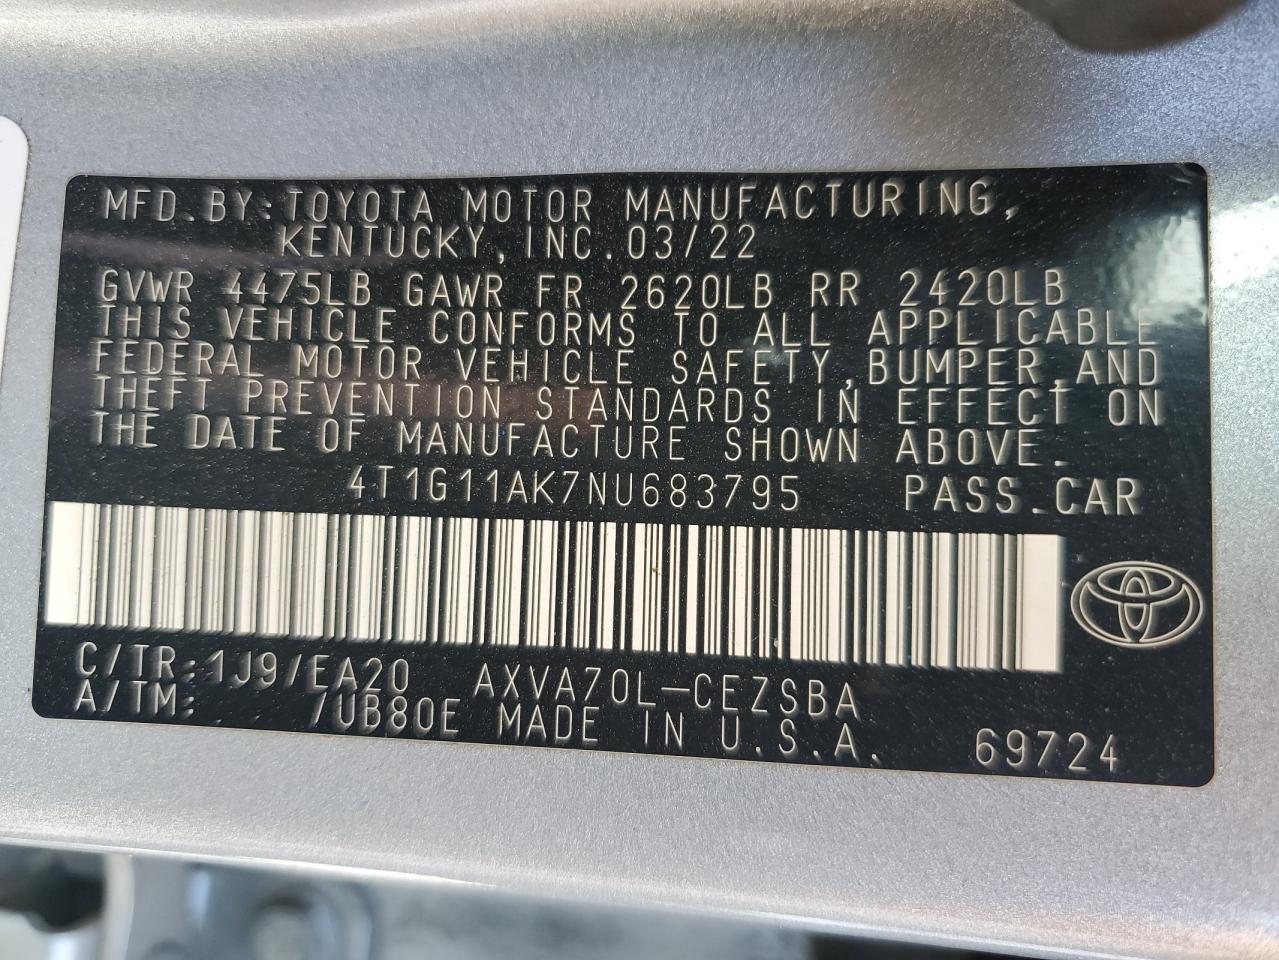 MFD.BY:TOYOTA MOTOR MANUFACTURING,
KENTUCKY,INC.03/22
GVWR 4475LB GAWR FR 2620LB RR 2420LB
THIS VEHICLE CONFORMS TO ALL APPLICABLE
FEDERAL MOTOR VEHICLE SAFETY,BUMPER,AND
THEFT PREVENTION STANDARDS IN EFFECT ON
THE DATE OF MANUFACTURE SHOWN ABOVE.
4T1G11AK7NU683795 PASS.CAR
C/TR:1J9/EA20 AXVA70L-CEZSBA
A/TM: /UB80E MADE IN U.S.A. 69724